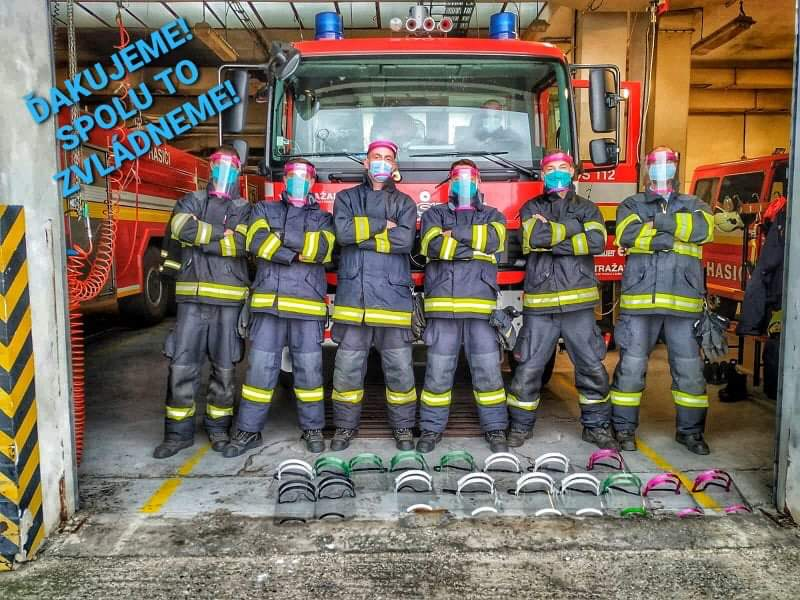 ĎAKUJEME!
SPOLU TO
ZVLÁDNEME!
HASIČI
112
HASIČ